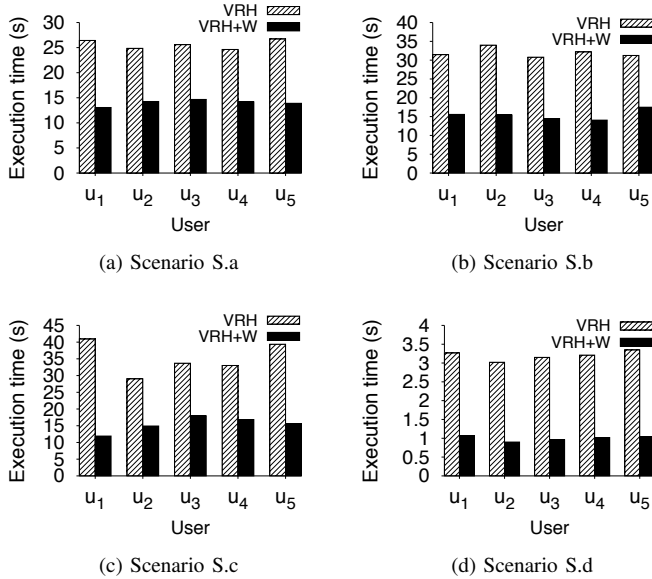 VRH
VRH+W
Execution time (s)
30
25
20
15
10
5
0
u1 u2 u3 u4 u5
User
(a) Scenario S.a
VRH
VRH+W
Execution time (s)
40
35
30
25
20
15
10
5
0
u1 u2 u3 u4 u5
User
(b) Scenario S.b
VRH
VRH+W
Execution time (s)
45
40
35
30
25
20
15
10
5
0
u1 u2 u3 u4 u5
User
(c) Scenario S.c
VRH
VRH+W
Execution time (s)
4
3.5
3
2.5
2
1.5
1
0.5
0
u1 u2 u3 u4 u5
User
(d) Scenario S.d